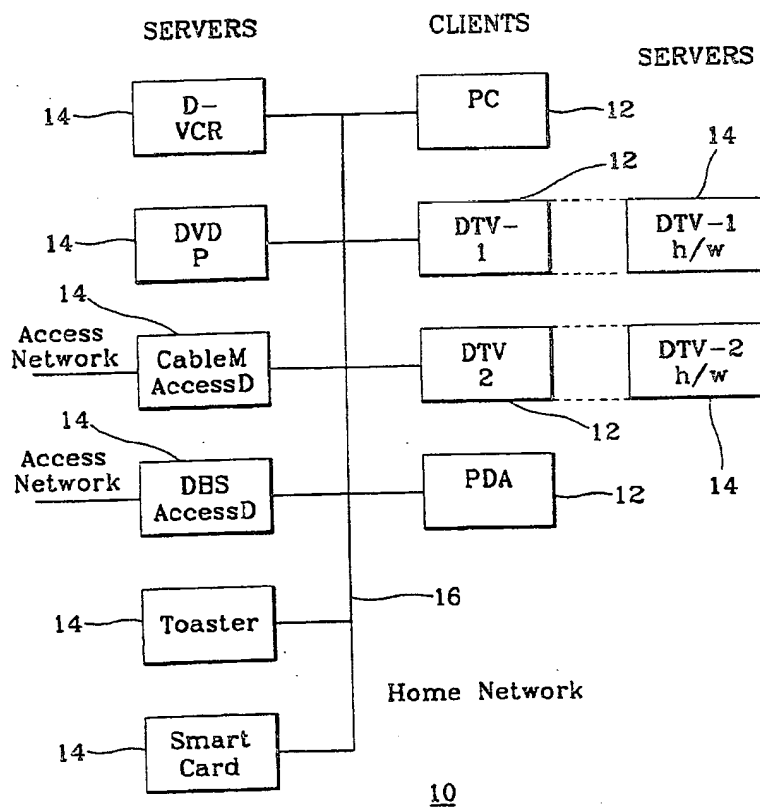 SERVERS
CLIENTS
SERVERS
14
D-
VCR
PC
12
12
14
14
DVD
P
DTV-
1
DTV-1
h/w
14
Access
Network
CableM
AccessD
DTV
2
DTV-2
h/w
14
12
Access
Network
DBS
AccessD
PDA
12
14
14
Toaster
16
Home Network
14
Smart
Card
10